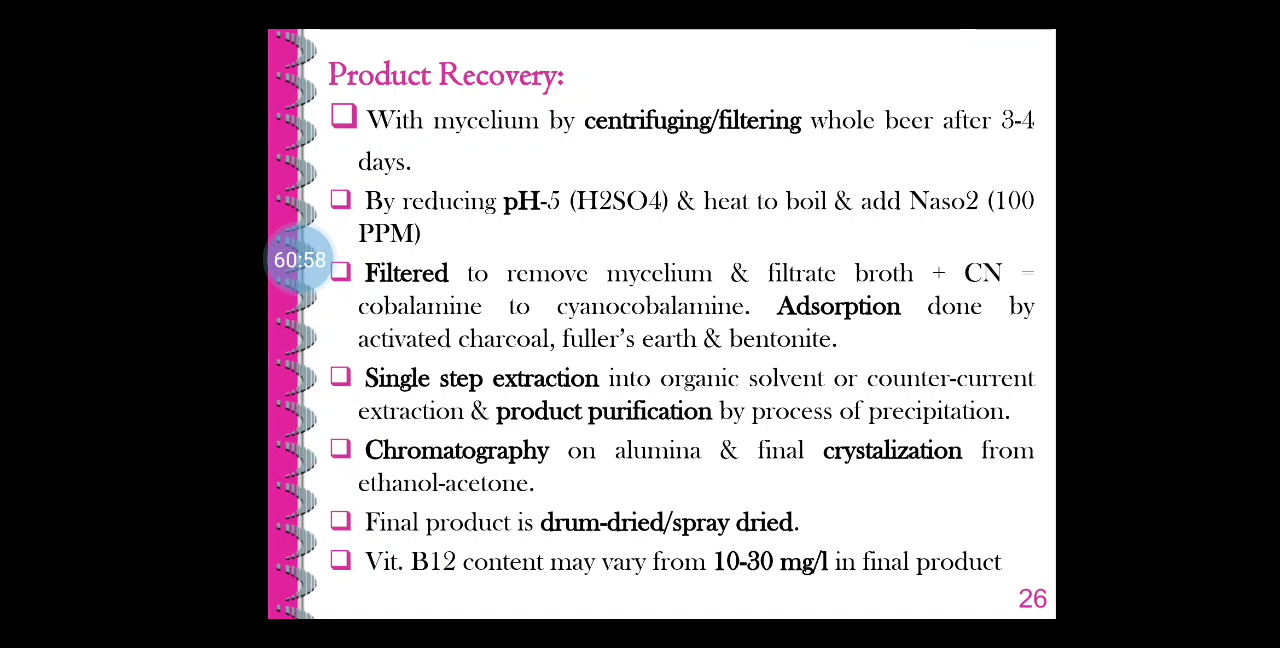 Product Recovery:
❑ With mycelium by centrifuging/filtering whole beer after 3-4
days.
❑ By reducing pH-5 (H2SO4) & heat to boil & add Naso2 (100
PPM)
60:58
❑ Filtered to remove mycelium & filtrate broth + CN =
cobalamine to cyanocobalamine. Adsorption done by
activated charcoal, fuller's earth & bentonite.
❑ Single step extraction into organic solvent or counter-current
extraction & product purification by process of precipitation.
❑ Chromatography on alumina & final crystalization from
ethanol-acetone.
❑ Final product is drum-dried/spray dried.
❑ Vit. B12 content may vary from 10-30 mg/l in final product
26